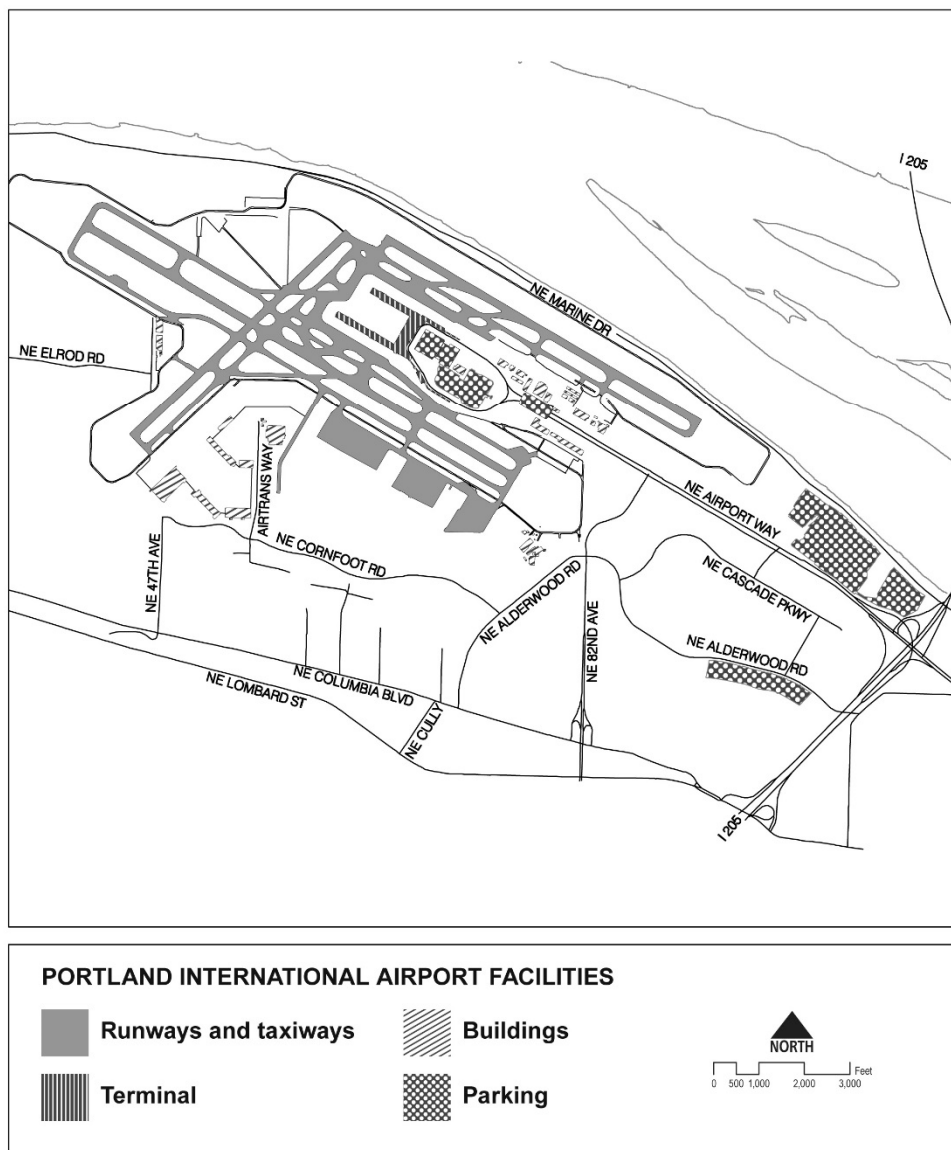 I 205
NE MARINE DR
NE ELROD RD
AIRTRANS WAY
NE AIRPORT WAY
NE 47TH AVE
NE CORNFOOT RD
NE CASCADE PKWY
NE ALDERWOOD RD
NE 82ND AVE
NE ALDERWOOD RD
NE COLUMBIA BLVD
NE LOMBARD ST
NE CULLY
I 205
PORTLAND INTERNATIONAL AIRPORT FACILITIES
Runways and taxiways
Buildings
Terminal
Parking
NORTH
Feet
0 500 1,000 2,000 3,000